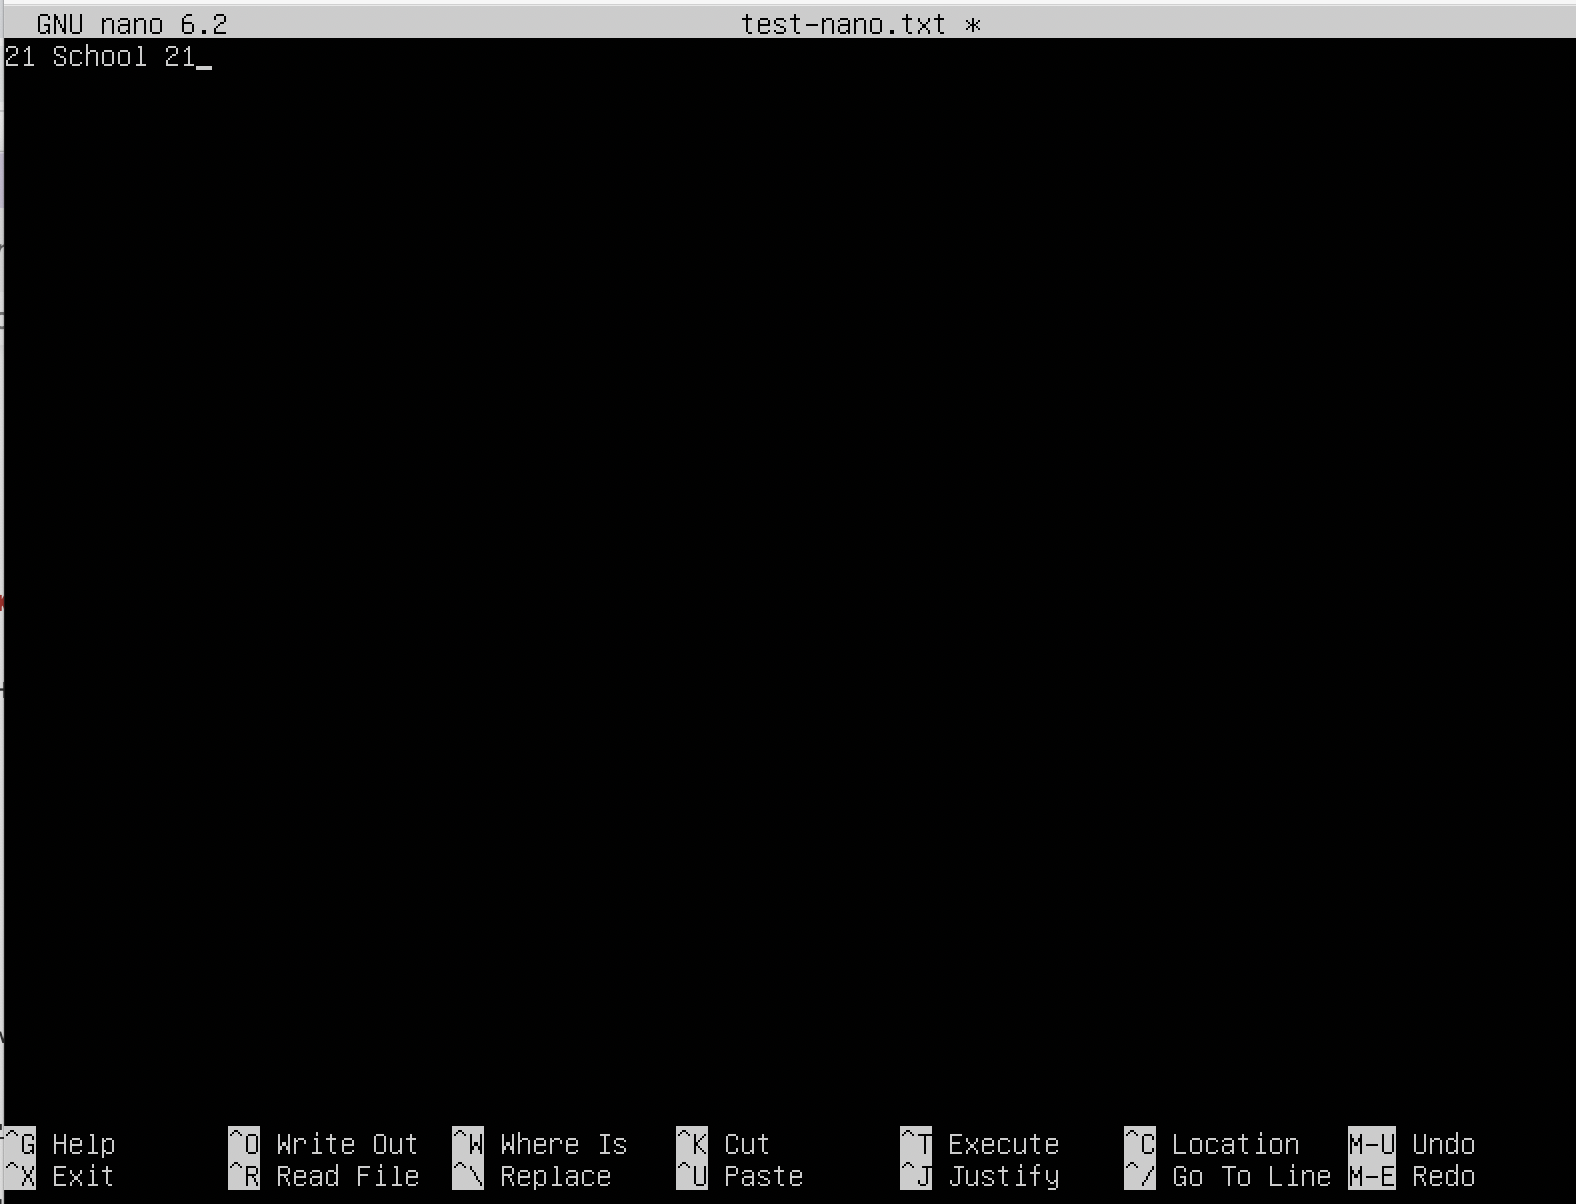 GNU nano 6.2 test-nano.txt *
21 School 21_
^G Help ^O Write Out ^W Where Is ^K Cut ^T Execute ^C Location M-U Undo
^X Exit ^R Read File ^\ Replace ^U Paste ^J Justify ^/ Go To Line M-E Redo